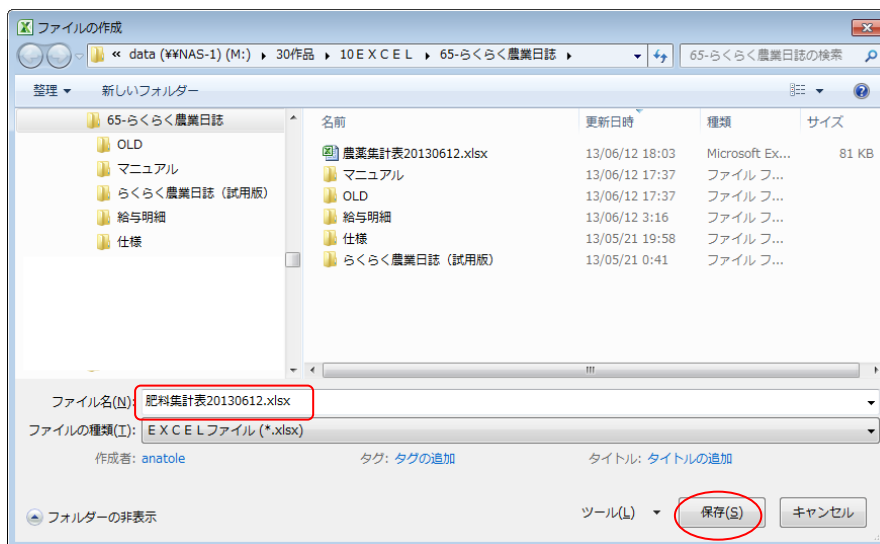 ファイルの作成
« data (¥¥NAS-1) (M:) 30作品 10ＥＸＣＥＬ 65-らくらく農業日誌 65-らくらく農業日誌の検索
整理 新しいフォルダー
65-らくらく農業日誌
OLD
マニュアル
らくらく農業日誌（試用版）
給与明細
仕様
名前 更新日時 種類 サイズ
農薬集計表20130612.xlsx 13/06/12 18:03 Microsoft Ex... 81 KB
マニュアル 13/06/12 17:37 ファイル フ...
OLD 13/06/12 17:37 ファイル フ...
給与明細 13/06/12 3:16 ファイル フ...
仕様 13/05/21 19:58 ファイル フ...
らくらく農業日誌（試用版） 13/05/21 0:41 ファイル フ...
ファイル名(N): 肥料集計表20130612.xlsx
ファイルの種類(T): ＥＸＣＥＬファイル (*.xlsx)
作成者: anatole タグ: タグの追加 タイトル: タイトルの追加
フォルダーの非表示 ツール(L) 保存(S) キャンセル